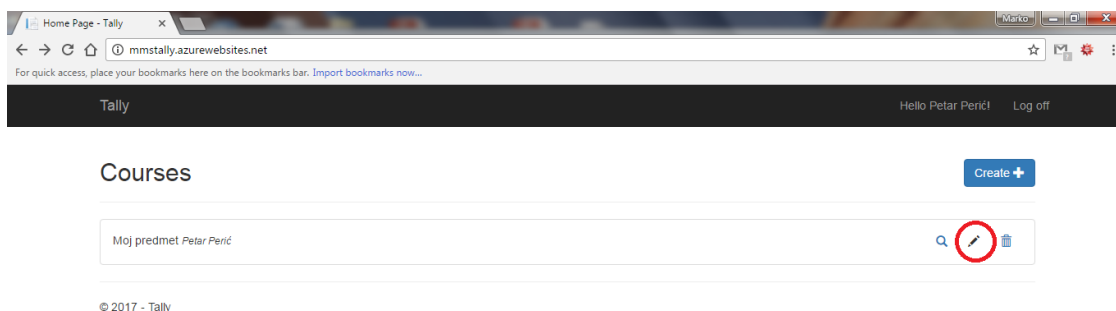 Home Page - Tally
Marko
mmstally.azurewebsites.net
For quick access, place your bookmarks here on the bookmarks bar. Import bookmarks now...
Tally Hello Petar Perić! Log off
Courses Create
Moj predmet Petar Perić
© 2017 - Tally